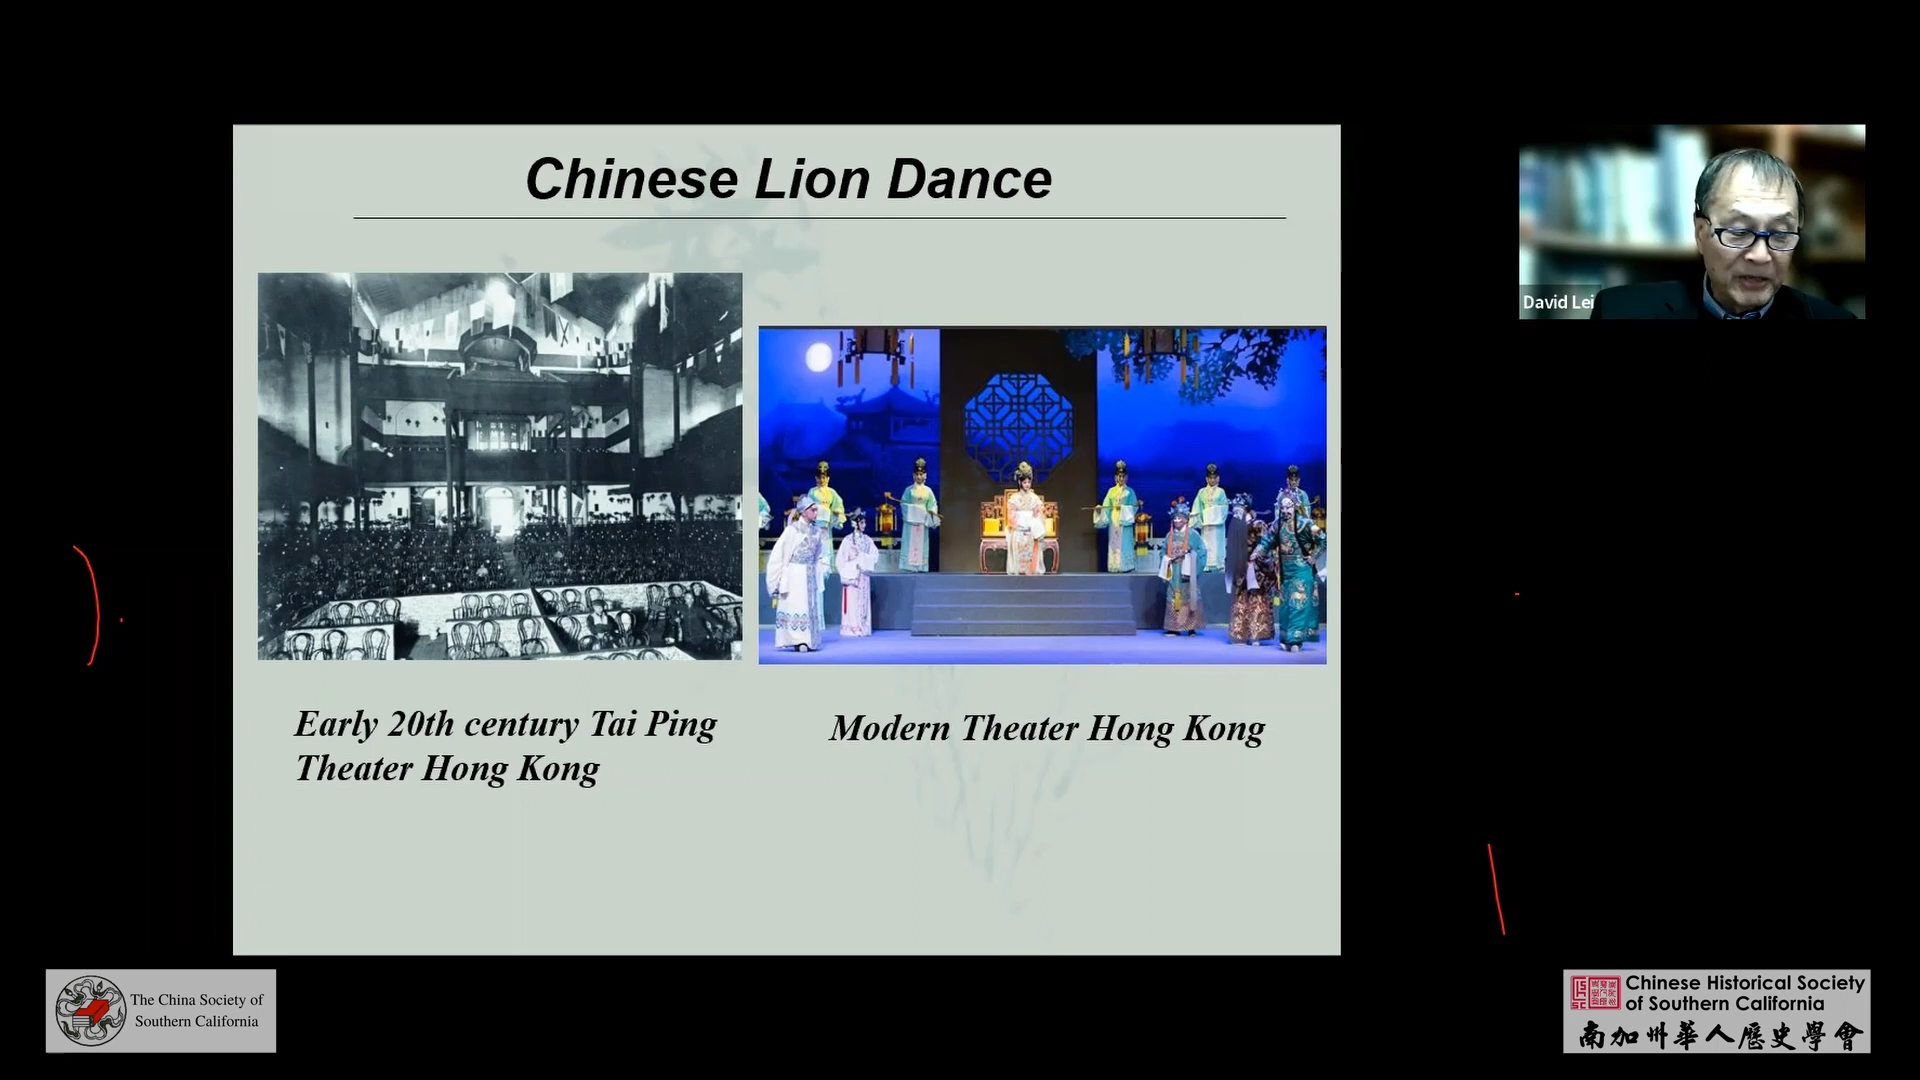 Chinese Lion Dance
David Lei
Early 20th century Tai Ping
Theater Hong Kong
Modern Theater Hong Kong
The China Society of
Southern California
Chinese Historical Society
of Southern California
南加州華人歷史學會